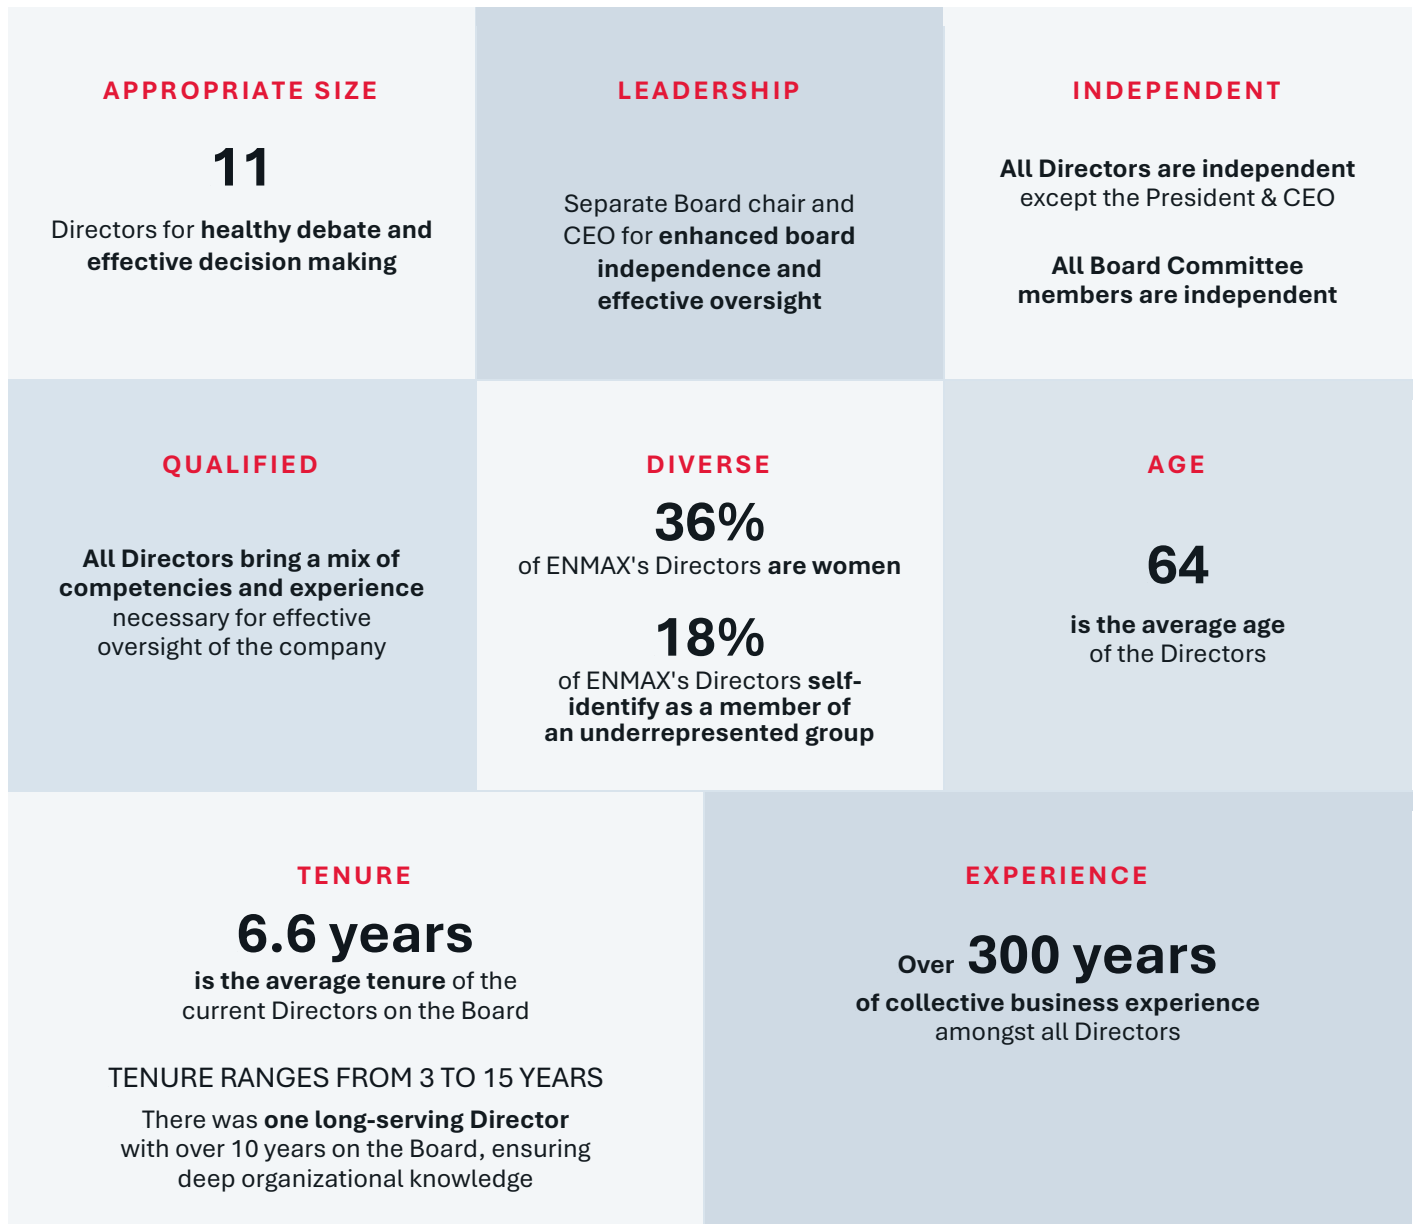 APPROPRIATE SIZE
11
Directors for healthy debate and
effective decision making
LEADERSHIP
Separate Board chair and
CEO for enhanced board
independence and
effective oversight
INDEPENDENT
All Directors are independent
except the President & CEO
All Board Committee
members are independent
QUALIFIED
All Directors bring a mix of
competencies and experience
necessary for effective
oversight of the company
DIVERSE
36%
of ENMAX's Directors are women
18%
of ENMAX's Directors self-
identify as a member of
an underrepresented group
AGE
64
is the average age
of the Directors
TENURE
6.6 years
is the average tenure of the
current Directors on the Board
TENURE RANGES FROM 3 TO 15 YEARS
There was one long-serving Director
with over 10 years on the Board, ensuring
deep organizational knowledge
EXPERIENCE
Over 300 years
of collective business experience
amongst all Directors